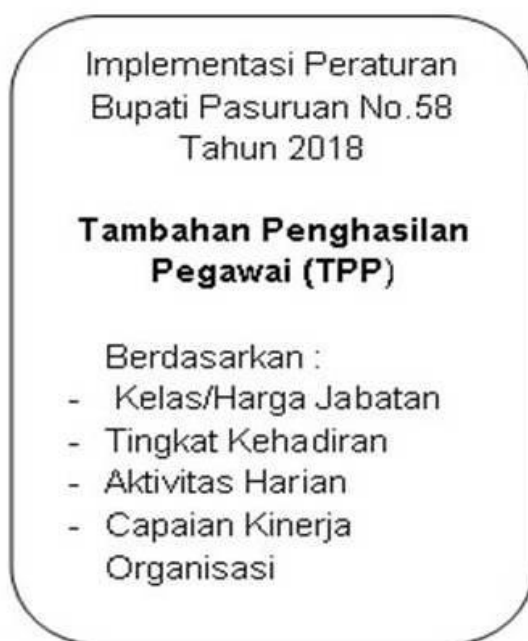 Implementasi Peraturan
Bupati Pasuruan No.58
Tahun 2018
Tambahan Penghasilan
Pegawai (TPP)
Berdasarkan :
- Kelas/Harga Jabatan
- Tingkat Kehadiran
- Aktivitas Harian
- Capaian Kinerja
Organisasi